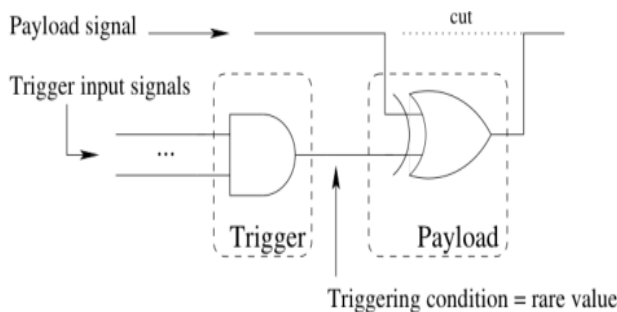 Payload signal
cut
Trigger input signals
...
Trigger
Payload
Triggering condition = rare value